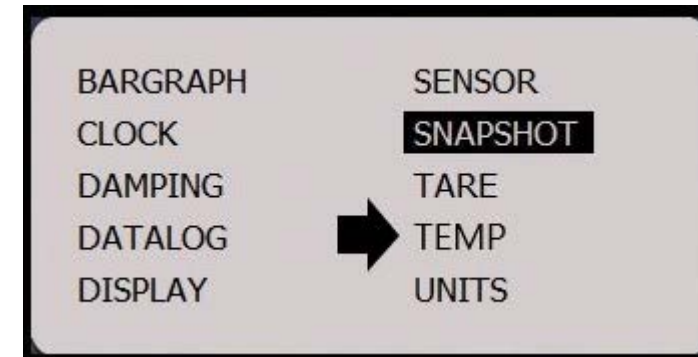 BARGRAPH
CLOCK
DAMPING
DATALOG
DISPLAY
SENSOR
SNAPSHOT
TARE
TEMP
UNITS